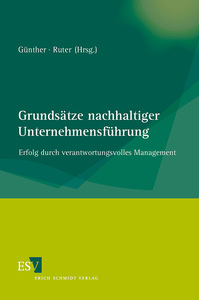 Günther · Ruter (Hrsg.)
Grundsätze nachhaltiger
Unternehmensführung
Erfolg durch verantwortungsvolles Management
ESV
ERICH SCHMIDT VERLAG